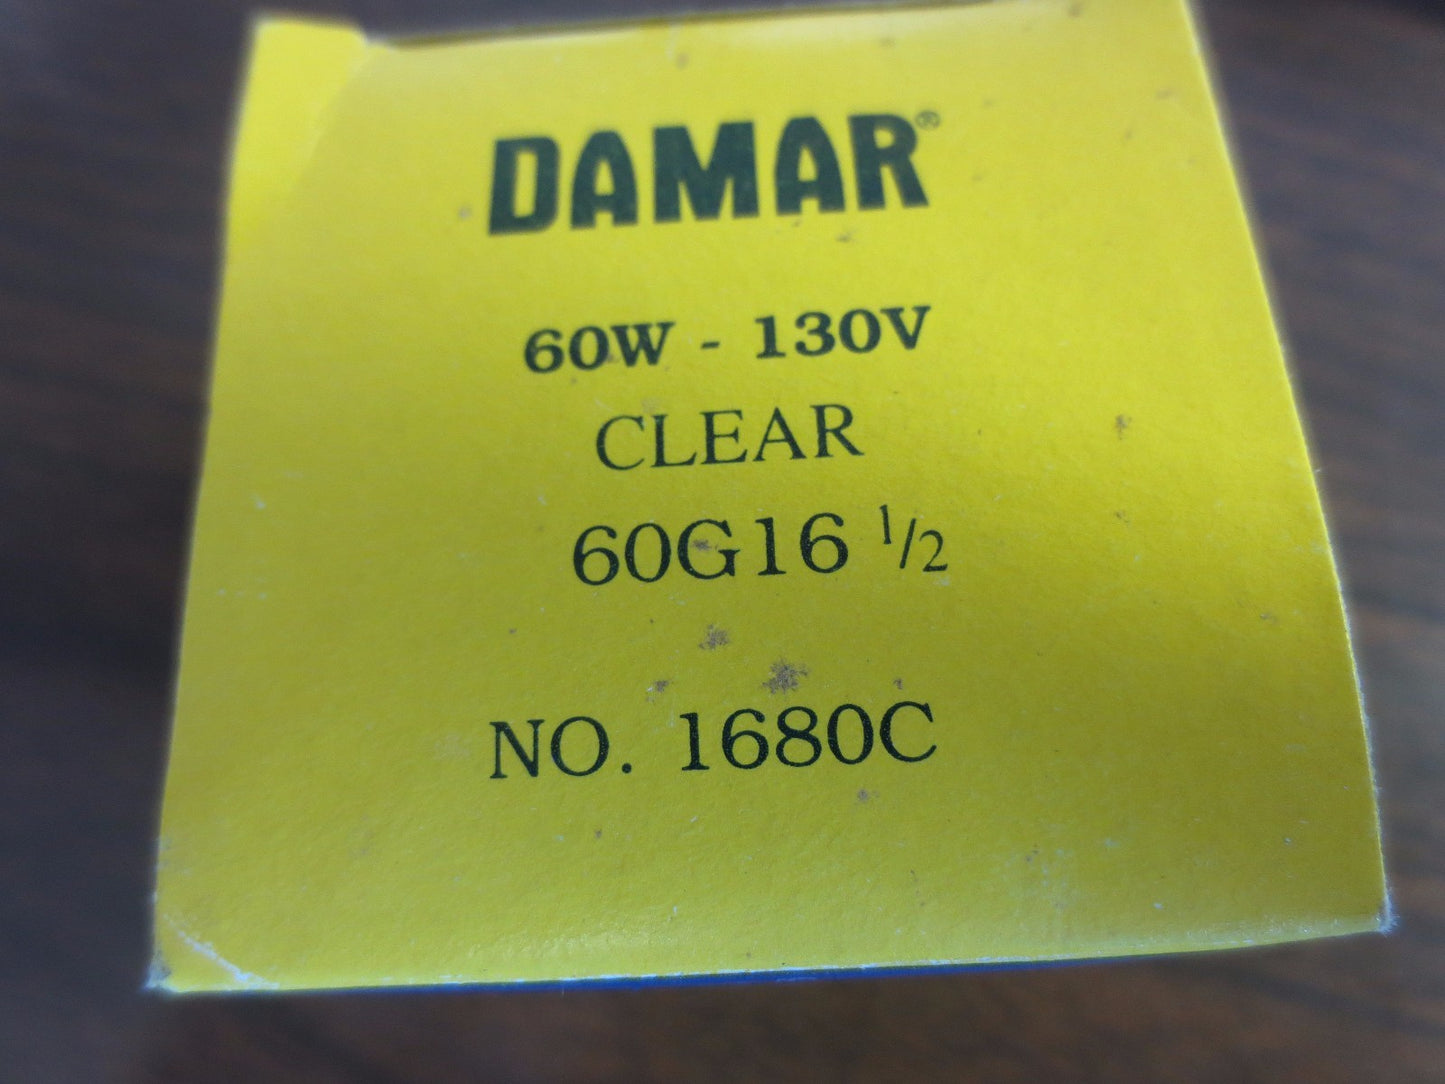 DAMAR®
60W - 130V
CLEAR
60G16 1/2
NO. 1680C